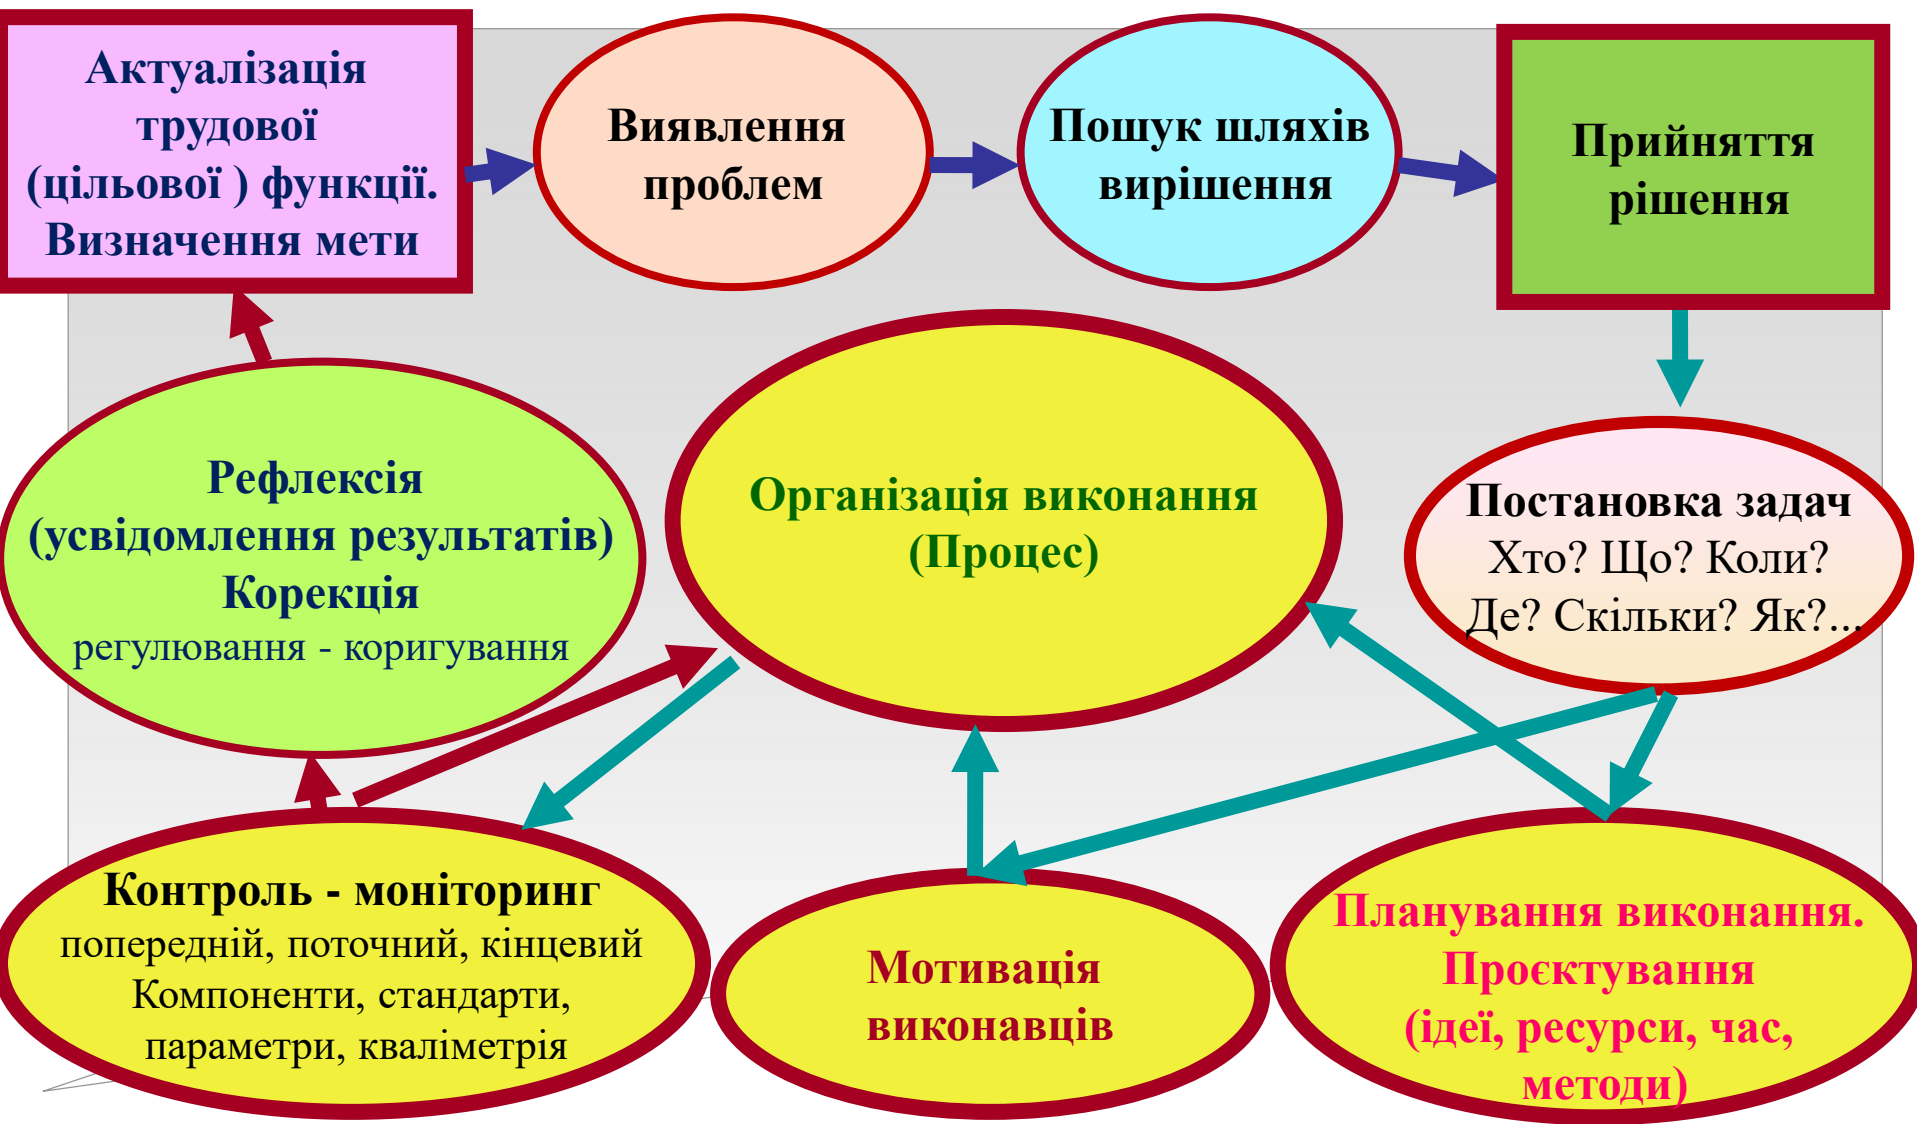 Актуалізація
трудової
(цільової ) функції.
Визначення мети
Виявлення
проблем
Пошук шляхів
вирішення
Прийняття
рішення
Рефлексія
(усвідомлення результатів)
Корекція
регулювання - коригування
Організація виконання
(Процес)
Постановка задач
Хто? Що? Коли?
Де? Скільки? Як?...
Контроль - моніторинг
попередній, поточний, кінцевий
Компоненти, стандарти,
параметри, кваліметрія
Мотивація
виконавців
Планування виконання.
Проєктування
(ідеї, ресурси, час,
методи)